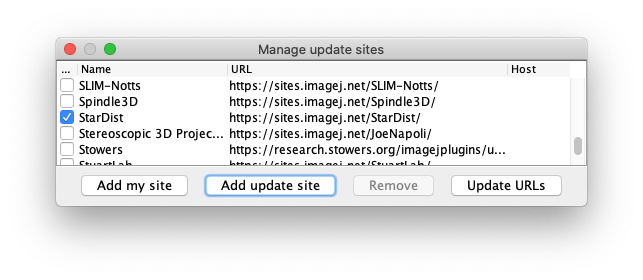 Manage update sites
... Name URL Host
SLIM-Notts https://sites.imagej.net/SLIM-Notts/
Spindle3D https://sites.imagej.net/Spindle3D/
StarDist https://sites.imagej.net/StarDist/
Stereoscopic 3D Projec... https://sites.imagej.net/JoeNapoli/
Stowers https://research.stowers.org/imagejplugins/u...
StuartLab https://sites.imagej.net/StuartLab/
Add my site Add update site Remove Update URLs